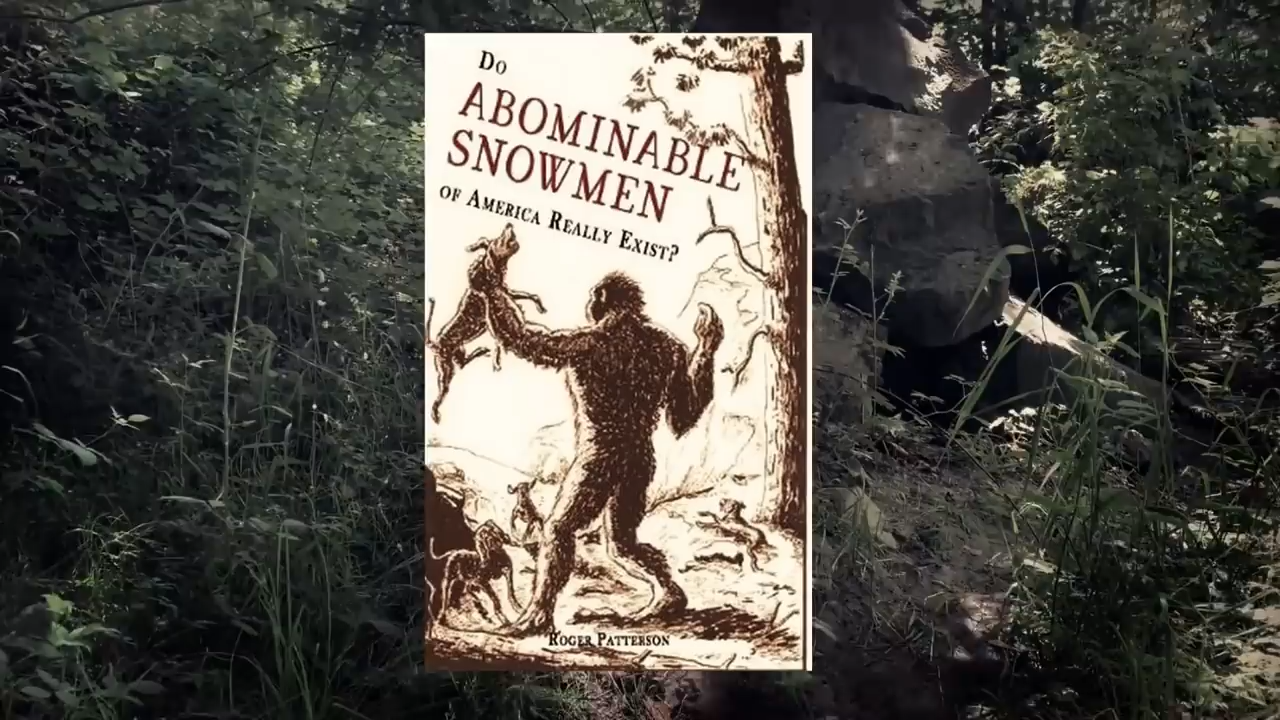 Do
ABOMINABLE
SNOWMEN
OF AMERICA REALLY EXIST?
ROGER PATTERSON